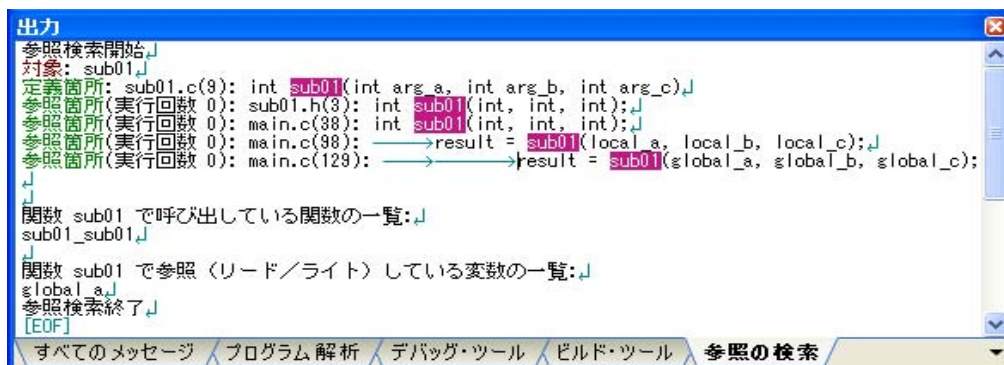 出力
参照検索開始↲
対象: sub01↲
定義箇所: sub01.c(9): int sub01(int arg_a, int arg_b, int arg_c)↲
参照箇所(実行回数 0): sub01.h(3): int sub01(int, int, int);↲
参照箇所(実行回数 0): main.c(38): int sub01(int, int, int);↲
参照箇所(実行回数 0): main.c(98): ⟶result = sub01(local_a, local_b, local_c);↲
参照箇所(実行回数 0): main.c(129): ⟶⟶result = sub01(global_a, global_b, global_c);
↲
↲
関数 sub01 で呼び出している関数の一覧:↲
sub01_sub01↲
↲
関数 sub01 で参照（リード／ライト）している変数の一覧:↲
global_a↲
参照検索終了↲
[EOF]
すべてのメッセージ プログラム解析 デバッグ・ツール ビルド・ツール 参照の検索